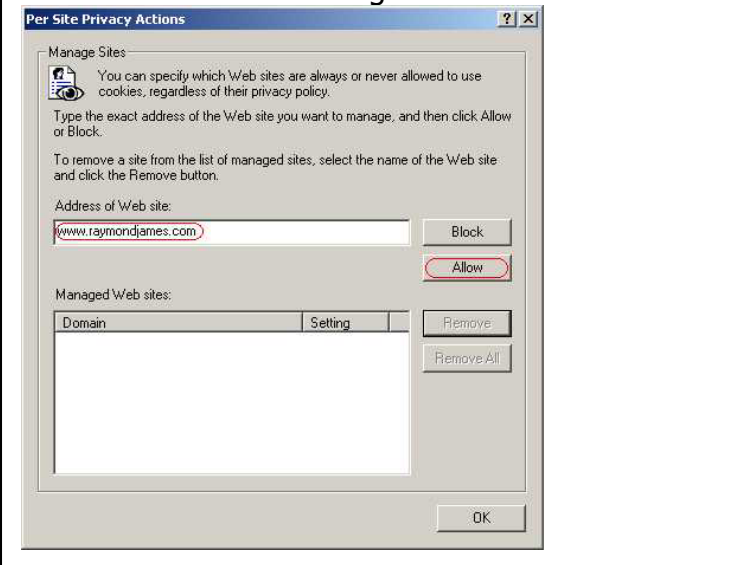 Per Site Privacy Actions
Manage Sites
You can specify which Web sites are always or never allowed to use
cookies, regardless of their privacy policy.
Type the exact address of the Web site you want to manage, and then click Allow
or Block.
To remove a site from the list of managed sites, select the name of the Web site
and click the Remove button.
Address of Web site:
www.raymondjames.com
Block
Allow
Managed Web sites:
Domain Setting
Remove
Remove All
OK